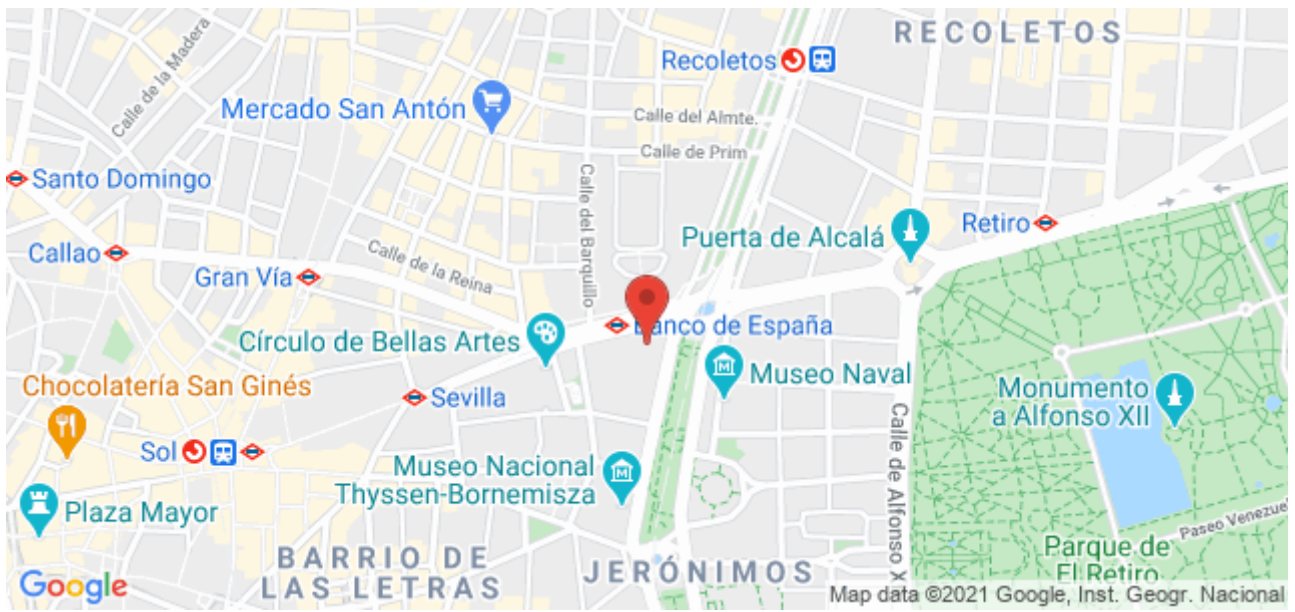 RECOLETOS
Recoletos
Calle de la Madera
Mercado San Antón
Calle del Almte.
Calle de Prim
Santo Domingo
Calle del Barquillo
Retiro
Puerta de Alcalá
Callao
Calle de la Reina
Gran Vía
Banco de España
Círculo de Bellas Artes
Museo Naval
Chocolatería San Ginés
Monumento
a Alfonso XII
Sevilla
Calle de Alfonso X
Sol
Museo Nacional
Thyssen-Bornemisza
Plaza Mayor
Paseo Venezue
Parque de
El Retiro
BARRIO DE
LAS LETRAS
JERÓNIMOS
Google
Map data ©2021 Google, Inst. Geogr. Nacional